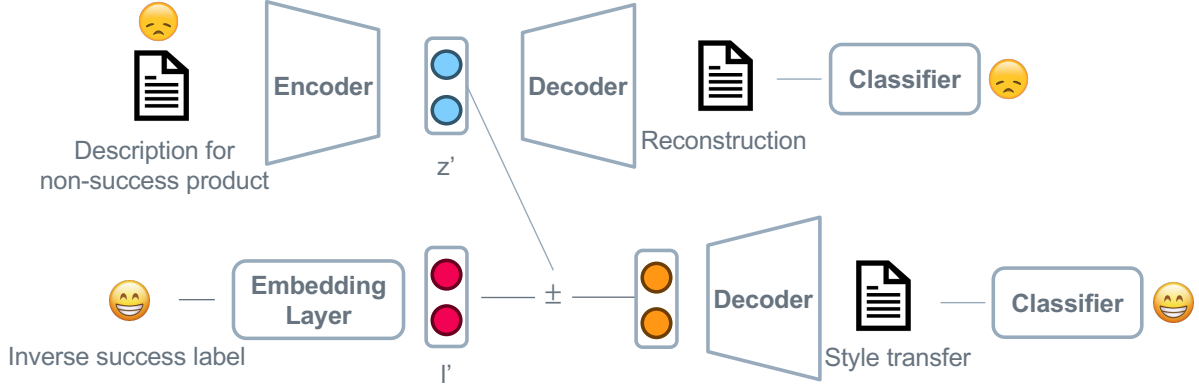 Encoder
Decoder
Classifier
Description for
non-success product
z'
Reconstruction
Embedding
Layer
±
Decoder
Classifier
Inverse success label
l'
Style transfer